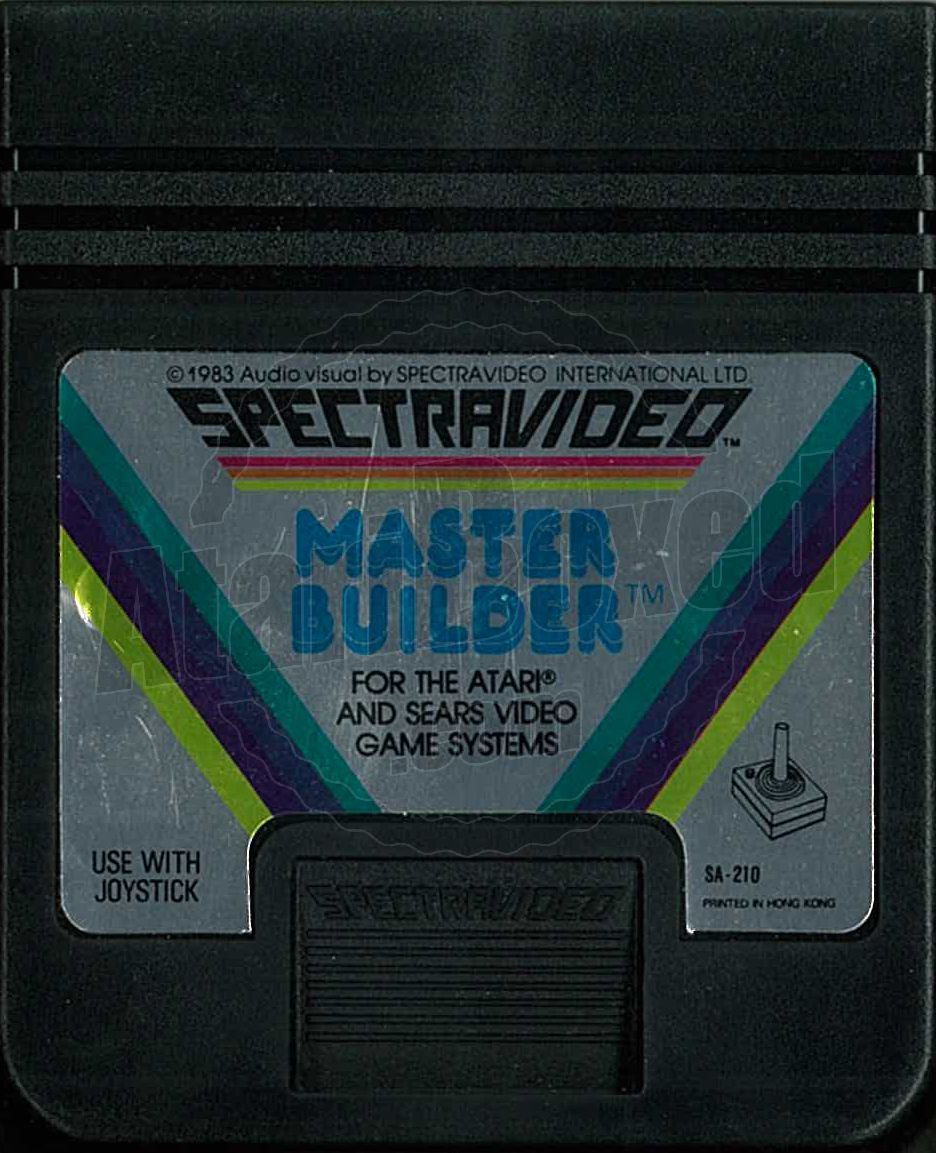 © 1983 Audio visual by SPECTRAVIDEO INTERNATIONAL LTD
SPECTRAVIDEO™
MASTER
BUILDER™
FOR THE ATARI®
AND SEARS VIDEO
GAME SYSTEMS
USE WITH
JOYSTICK
SA-210
PRINTED IN HONG KONG
SPECTRAVIDEO